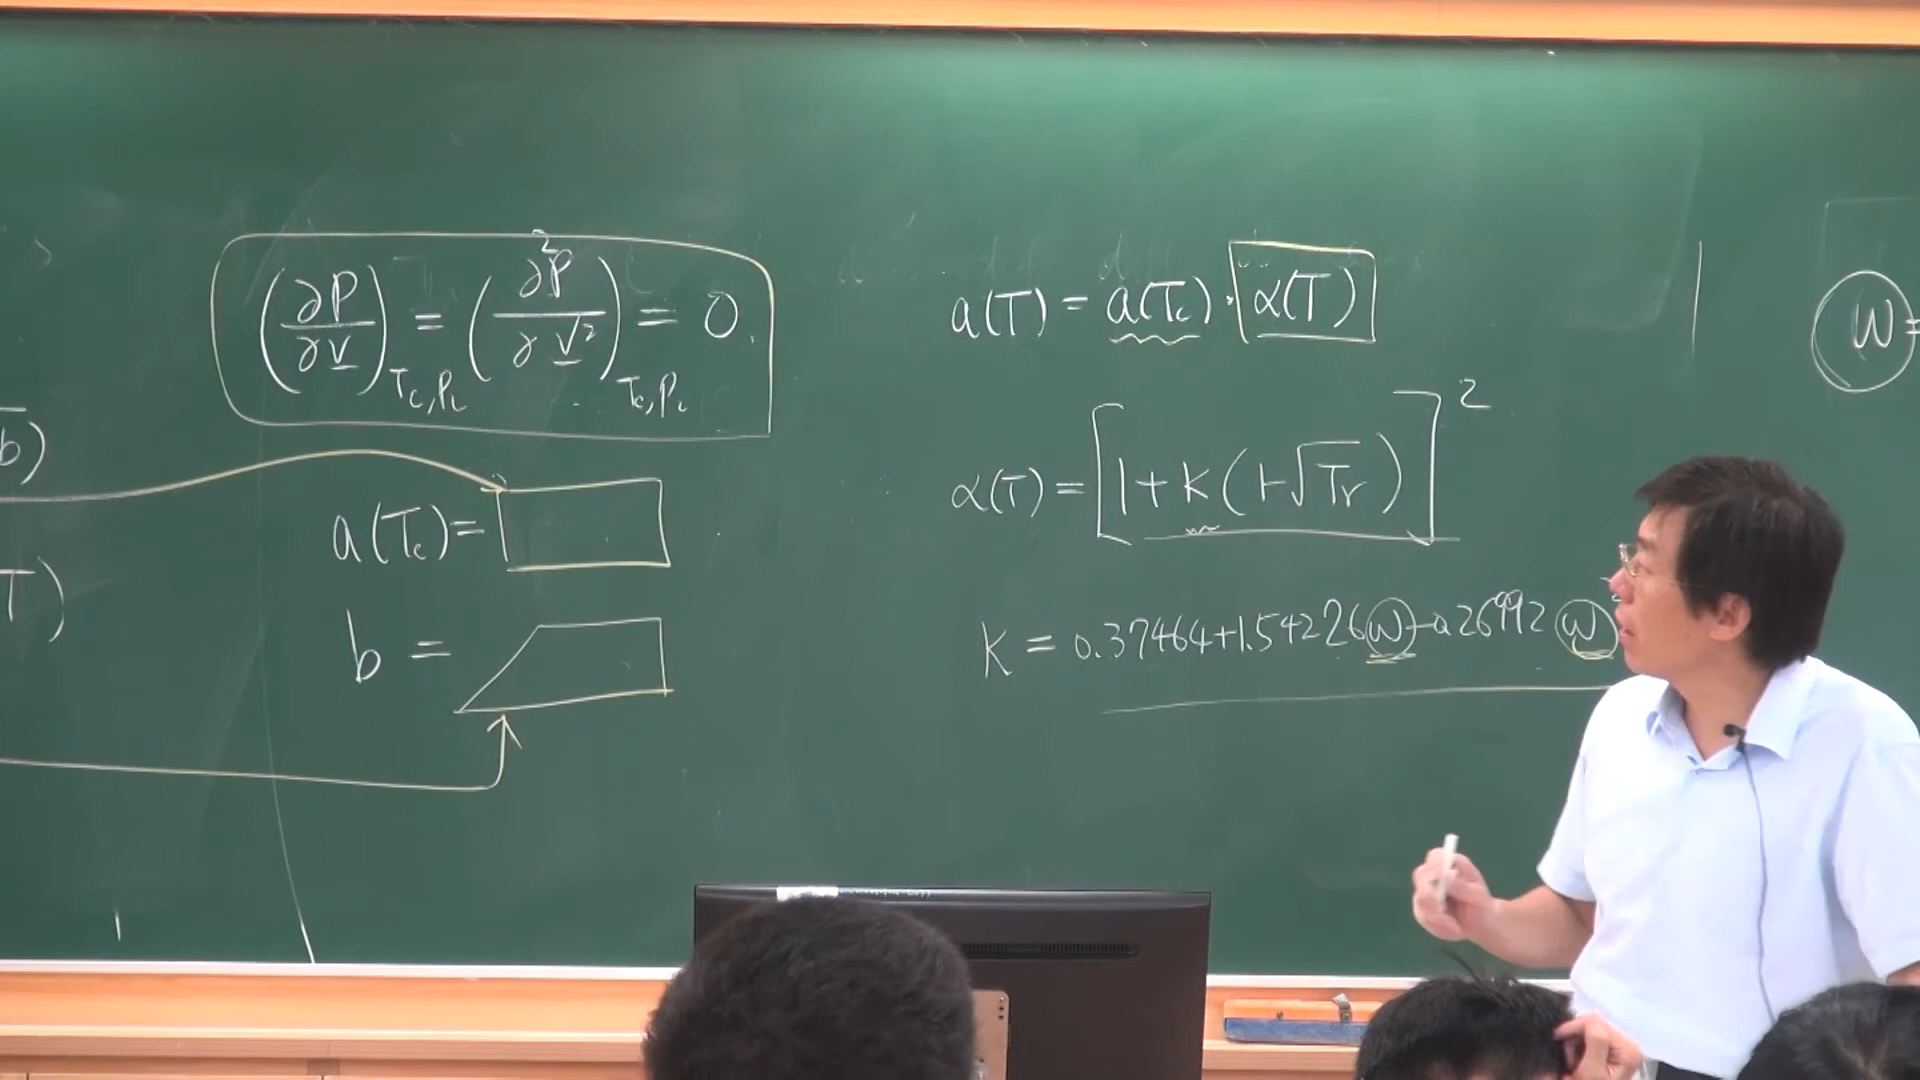 b)
T)
(∂P/∂V)Tc,Pc = (∂²P/∂V²)Tc,Pc = 0.
a(Tc)=
b =
a(T) = a(Tc)·α(T)
α(T) = [1+κ(1-√Tr)]²
κ = 0.37464+1.54226ω-0.26992ω²
ω=